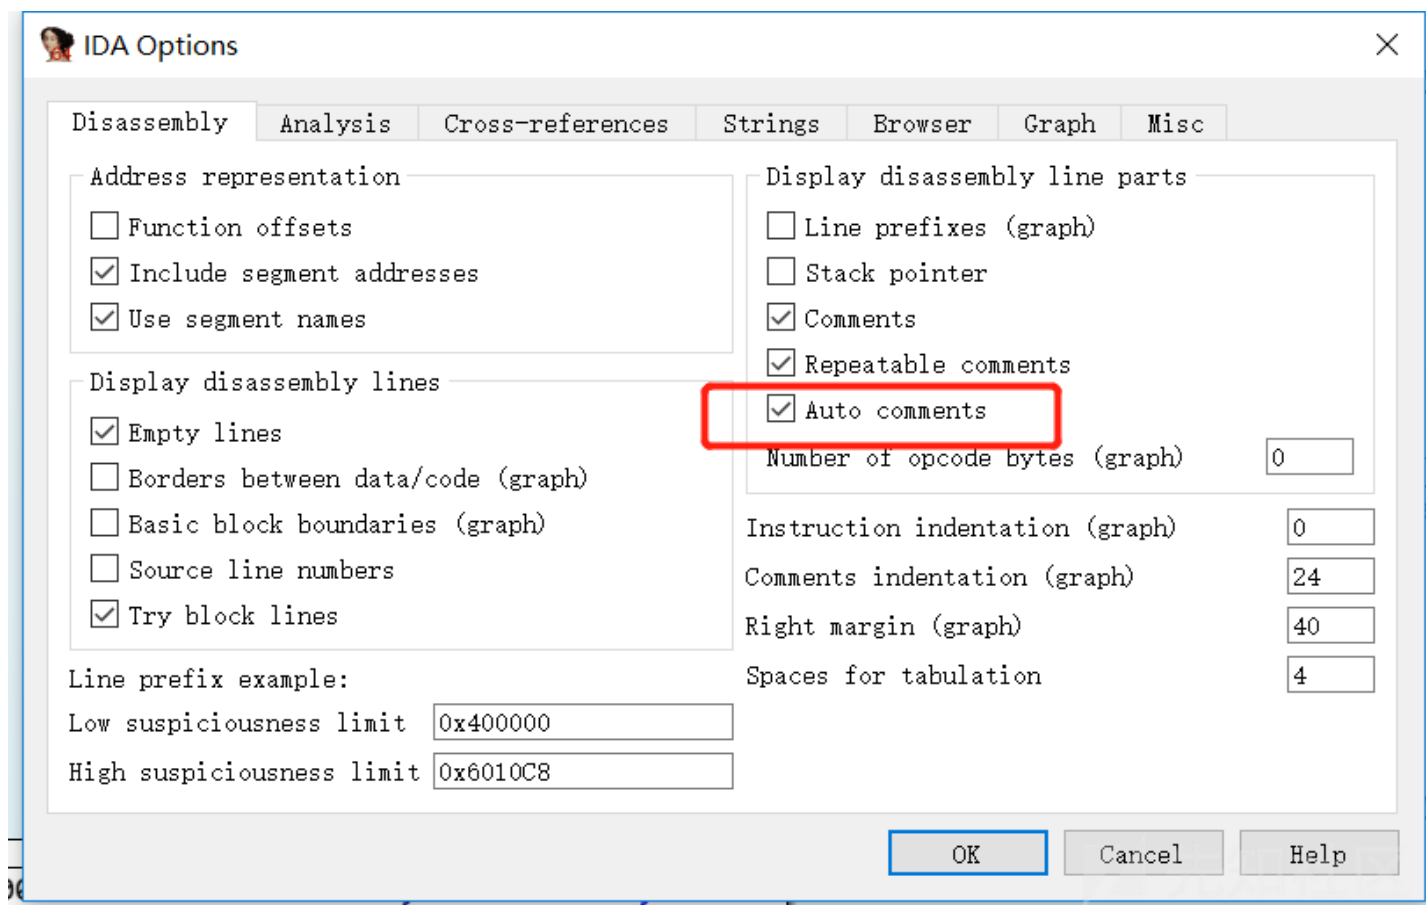 IDA Options
Disassembly Analysis Cross-references Strings Browser Graph Misc
Address representation
Function offsets
Include segment addresses
Use segment names
Display disassembly lines
Empty lines
Borders between data/code (graph)
Basic block boundaries (graph)
Source line numbers
Try block lines
Line prefix example:
Low suspiciousness limit 0x400000
High suspiciousness limit 0x6010C8
Display disassembly line parts
Line prefixes (graph)
Stack pointer
Comments
Repeatable comments
Auto comments
Number of opcode bytes (graph) 0
Instruction indentation (graph) 0
Comments indentation (graph) 24
Right margin (graph) 40
Spaces for tabulation 4
OK Cancel Help